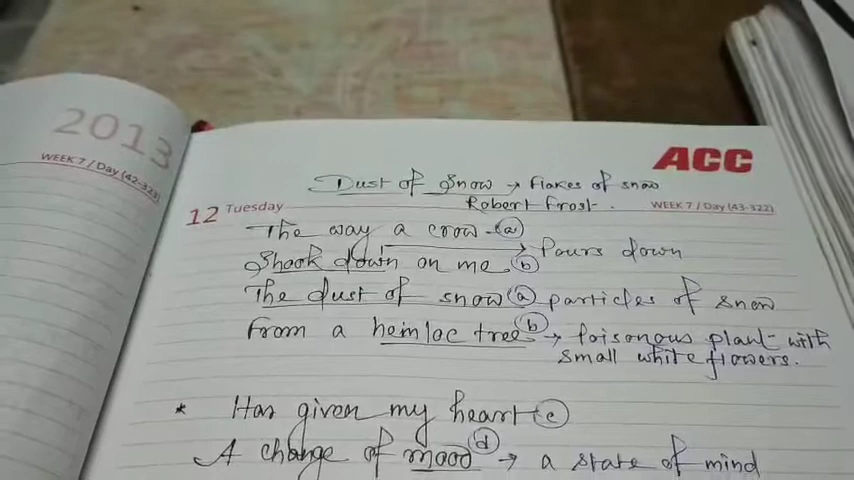 2013
WEEK 7 / Day (42-323)
ACC
Dust of Snow → flakes of snow
12 Tuesday
Robert Frost.
WEEK 7 / Day (43-322)
The way a crow (a)
Shook down on me (b) → Pours down
The dust of snow (a) particles of snow
From a hemloc tree (b) → Poisonous plant with
small white flowers.
* Has given my heart (c)
A change of mood (d) → a state of mind